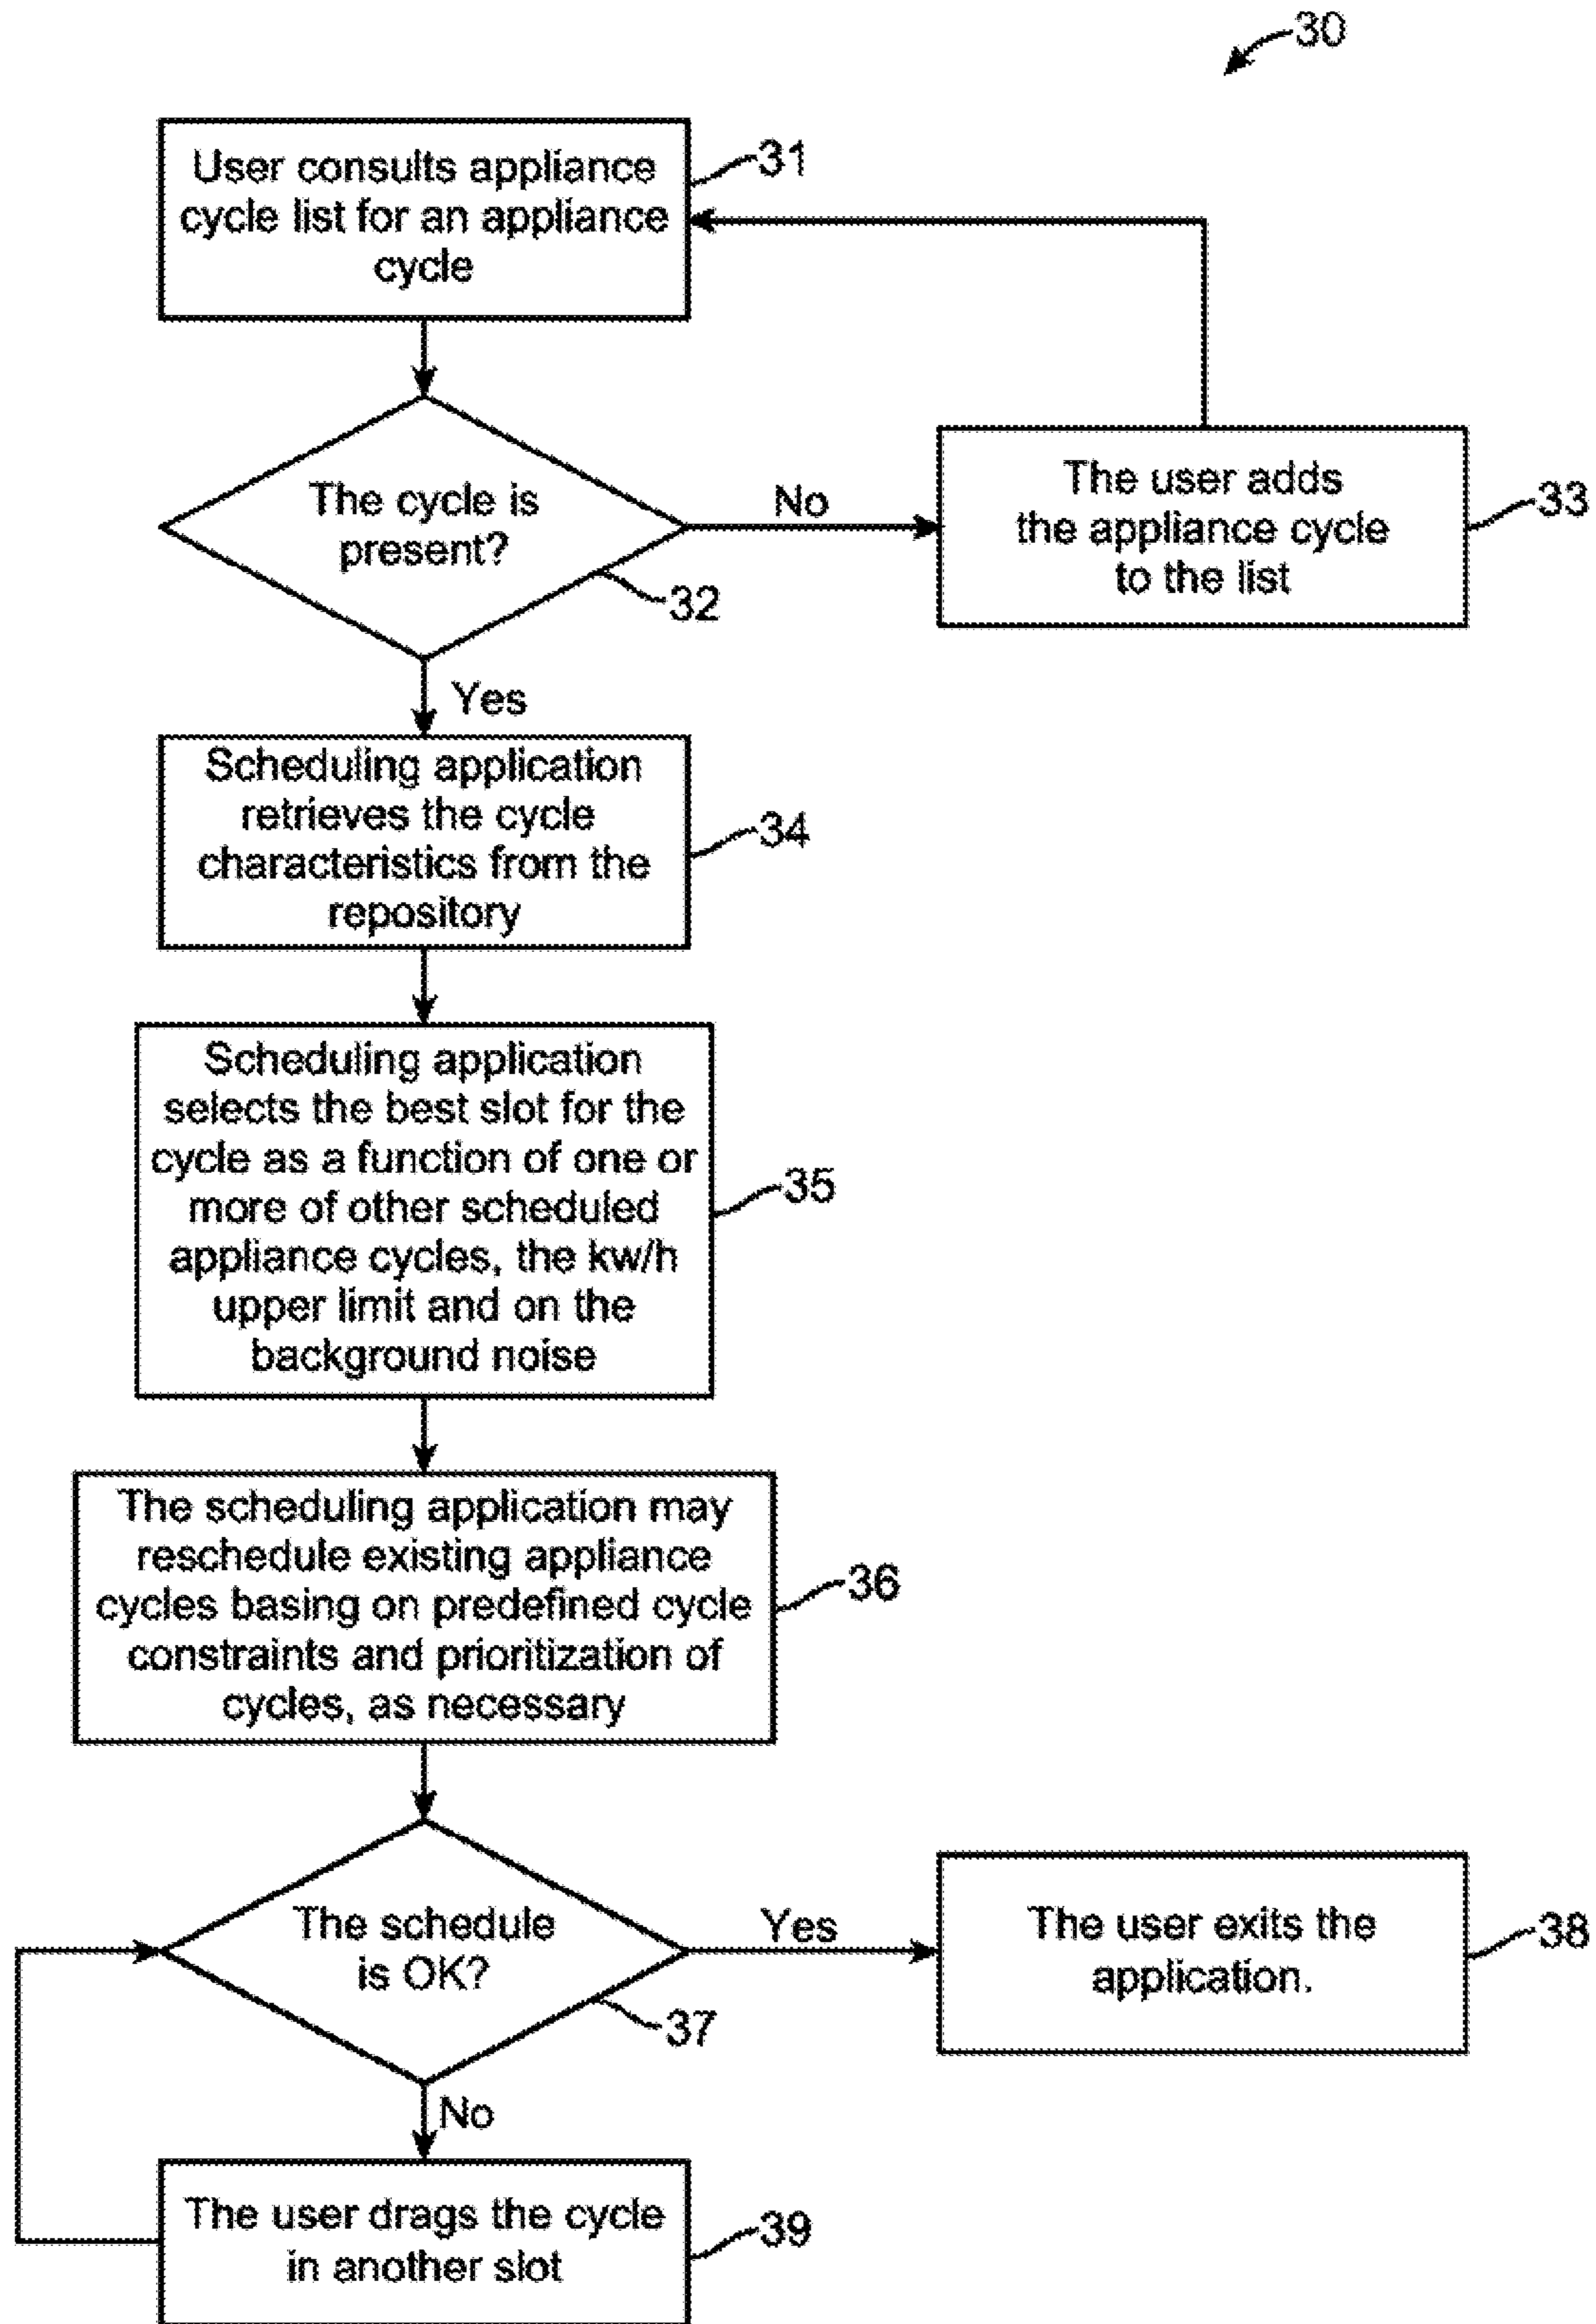 30
User consults appliance
cycle list for an appliance
cycle
31
The cycle is
present?
32
No
The user adds
the appliance cycle
to the list
33
Yes
Scheduling application
retrieves the cycle
characteristics from the
repository
34
Scheduling application
selects the best slot for the
cycle as a function of one or
more of other scheduled
appliance cycles, the kw/h
upper limit and on the
background noise
35
The scheduling application may
reschedule existing appliance
cycles basing on predefined cycle
constraints and prioritization of
cycles, as necessary
36
The schedule
is OK?
37
Yes
The user exits the
application.
38
No
The user drags the cycle
in another slot
39